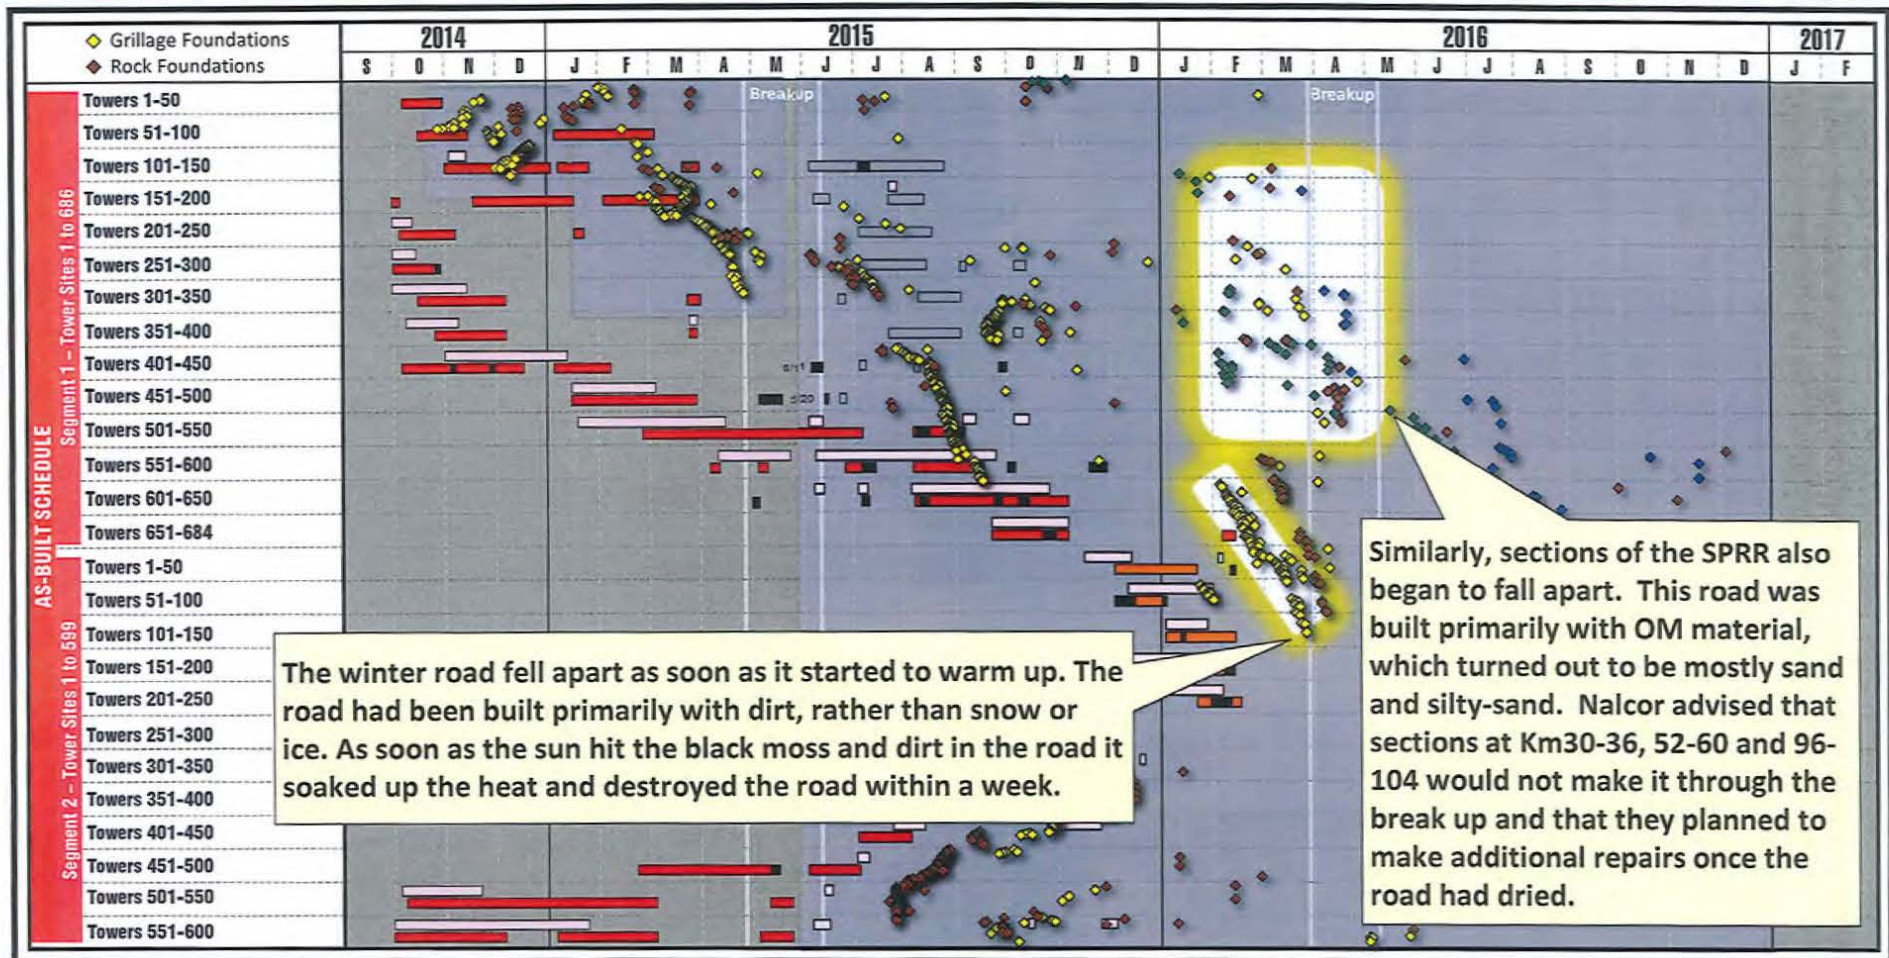 Grillage Foundations
Rock Foundations
2014 2015 2016 2017
S O N D J F M A M J J A S O N D J F M A M J J A S O N D J F
AS-BUILT SCHEDULE
Segment 1 – Tower Sites 1 to 686
Towers 1-50
Breakup Breakup
Towers 51-100
Towers 101-150
Towers 151-200
Towers 201-250
Towers 251-300
Towers 301-350
Towers 351-400
Towers 401-450
Towers 451-500
5/20
Towers 501-550
Towers 551-600
Towers 601-650
Towers 651-684
Segment 2 – Tower Sites 1 to 599
Towers 1-50
Towers 51-100
Towers 101-150
Towers 151-200
Towers 201-250
Towers 251-300
Towers 301-350
Towers 351-400
Towers 401-450
Towers 451-500
Towers 501-550
Towers 551-600
The winter road fell apart as soon as it started to warm up. The
road had been built primarily with dirt, rather than snow or
ice. As soon as the sun hit the black moss and dirt in the road it
soaked up the heat and destroyed the road within a week.
Similarly, sections of the SPRR also
began to fall apart. This road was
built primarily with OM material,
which turned out to be mostly sand
and silty-sand. Nalcor advised that
sections at Km30-36, 52-60 and 96-
104 would not make it through the
break up and that they planned to
make additional repairs once the
road had dried.